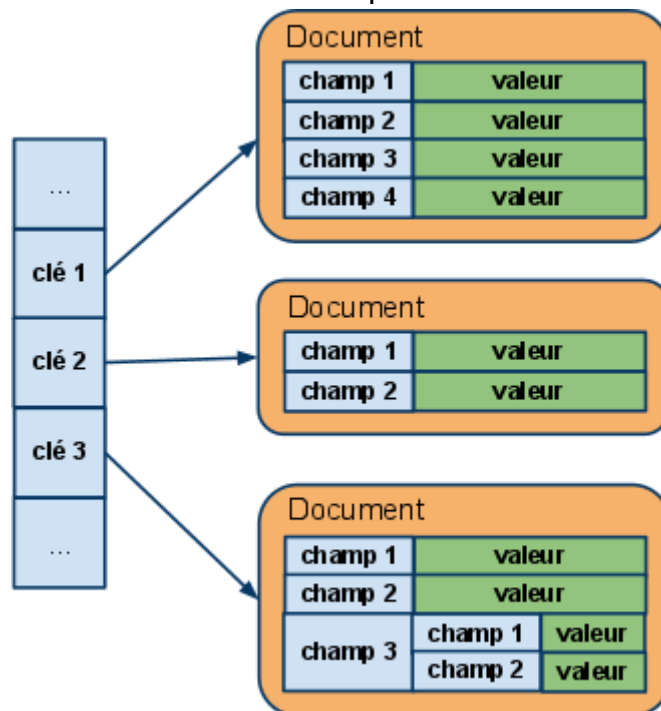 ...
clé 1
clé 2
clé 3
...
Document
champ 1 valeur
champ 2 valeur
champ 3 valeur
champ 4 valeur
Document
champ 1 valeur
champ 2 valeur
Document
champ 1 valeur
champ 2 valeur
champ 3
champ 1 valeur
champ 2 valeur